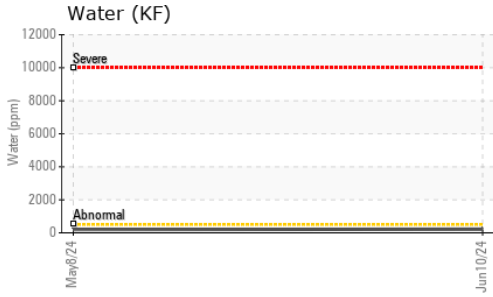 Water (KF)
12000
Severe
10000
8000
Water (ppm)
6000
4000
2000
Abnormal
0
May8/24
Jun10/24